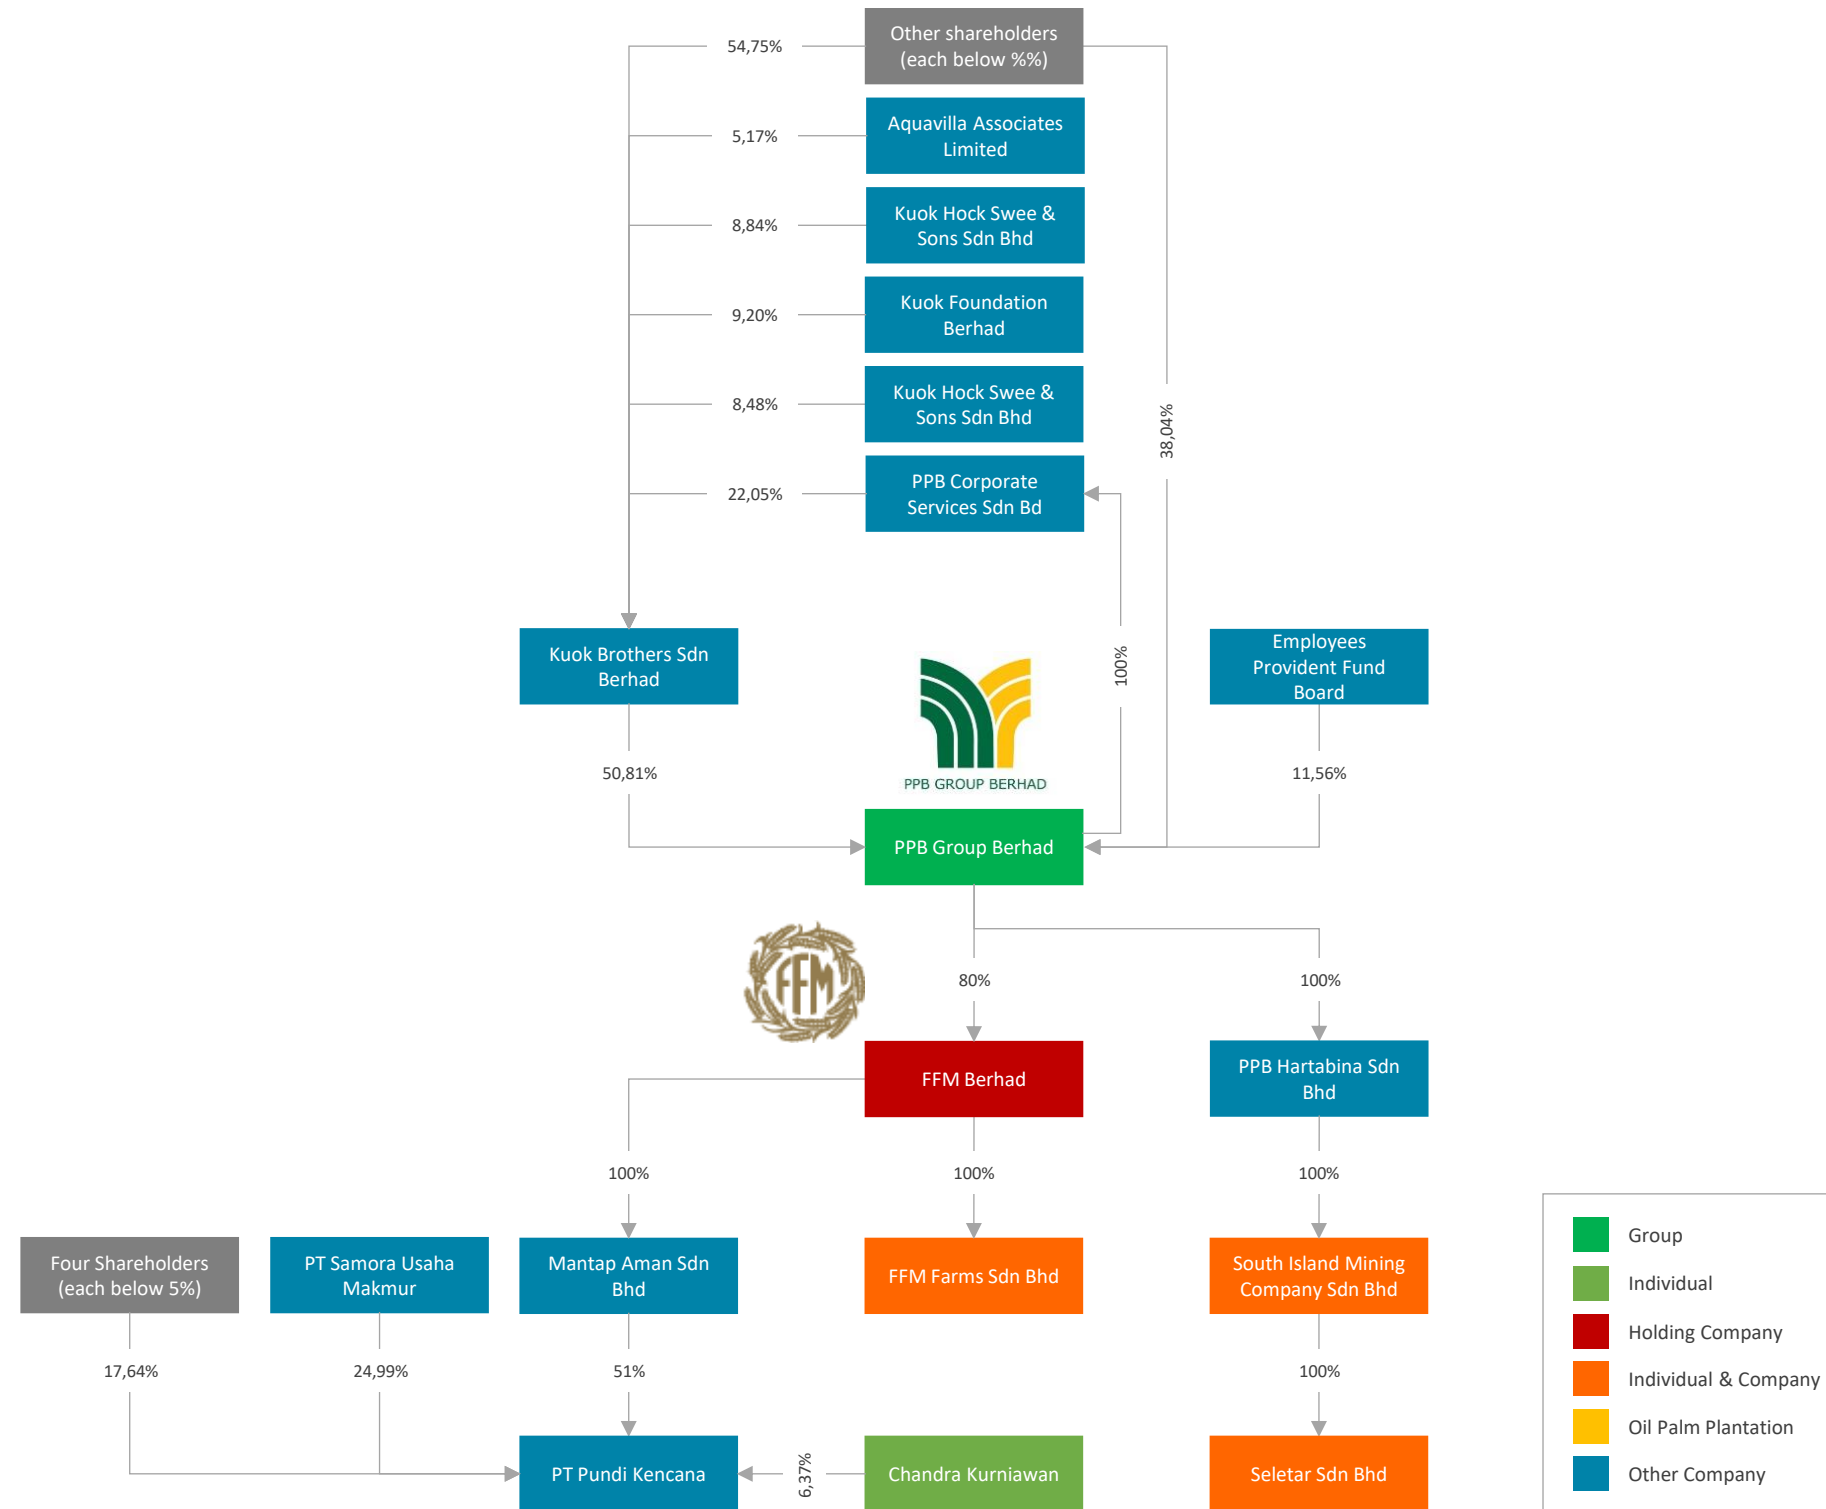 Other shareholders
(each below %%)
54,75%
Aquavilla Associates
Limited
5,17%
Kuok Hock Swee &
Sons Sdn Bhd
8,84%
Kuok Foundation
Berhad
9,20%
Kuok Hock Swee &
Sons Sdn Bhd
8,48%
38,04%
PPB Corporate
Services Sdn Bd
22,05%
Kuok Brothers Sdn
Berhad
100%
Employees
Provident Fund
Board
50,81%
PPB GROUP BERHAD
11,56%
PPB Group Berhad
FFM
80%
100%
FFM Berhad
PPB Hartabina Sdn
Bhd
100%
100%
100%
Four Shareholders
(each below 5%)
PT Samora Usaha
Makmur
Mantap Aman Sdn
Bhd
FFM Farms Sdn Bhd
South Island Mining
Company Sdn Bhd
17,64%
24,99%
51%
100%
PT Pundi Kencana
6,37%
Chandra Kurniawan
Seletar Sdn Bhd
Group
Individual
Holding Company
Individual & Company
Oil Palm Plantation
Other Company